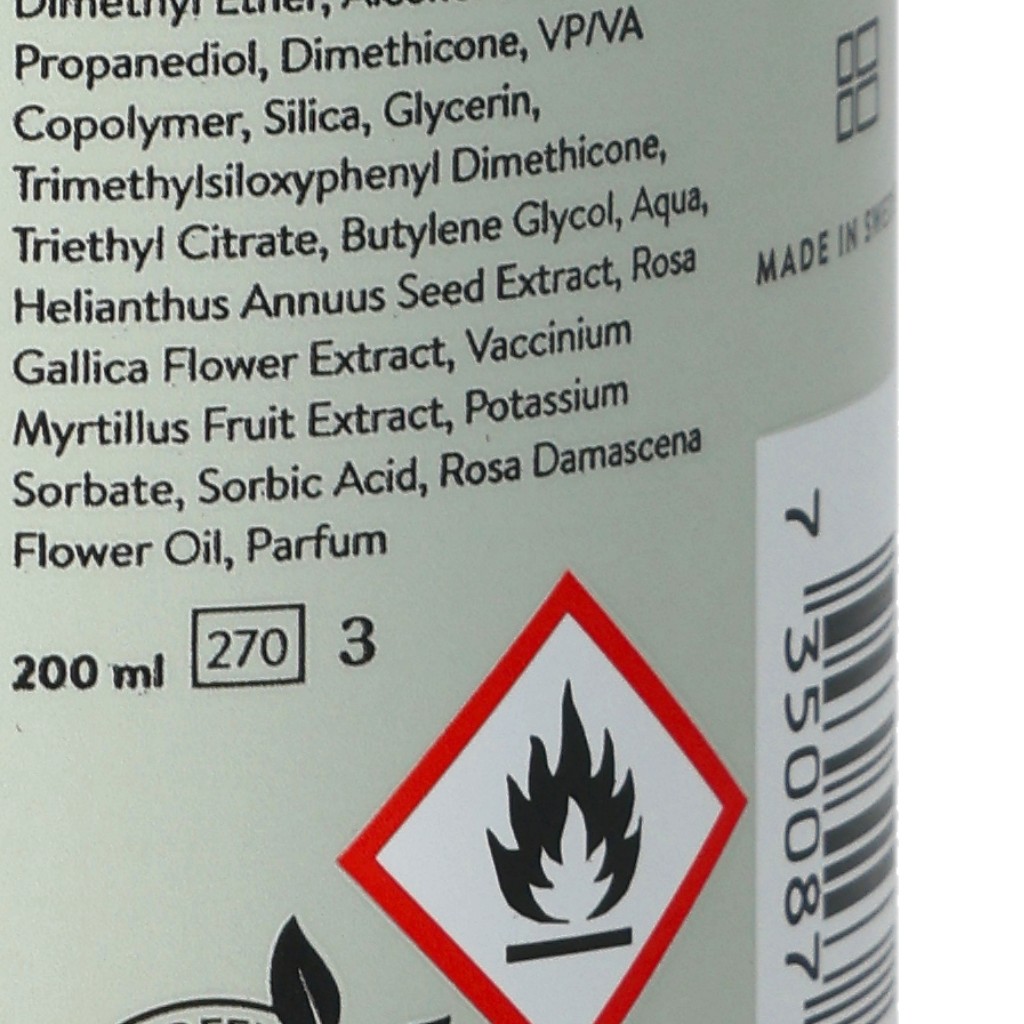 Dimethyl Ether,
Propanediol, Dimethicone, VP/VA
Copolymer, Silica, Glycerin,
Trimethylsiloxyphenyl Dimethicone,
Triethyl Citrate, Butylene Glycol, Aqua,
Helianthus Annuus Seed Extract, Rosa
Gallica Flower Extract, Vaccinium
Myrtillus Fruit Extract, Potassium
Sorbate, Sorbic Acid, Rosa Damascena
Flower Oil, Parfum
200 ml 270 3
MADE IN
7 350087